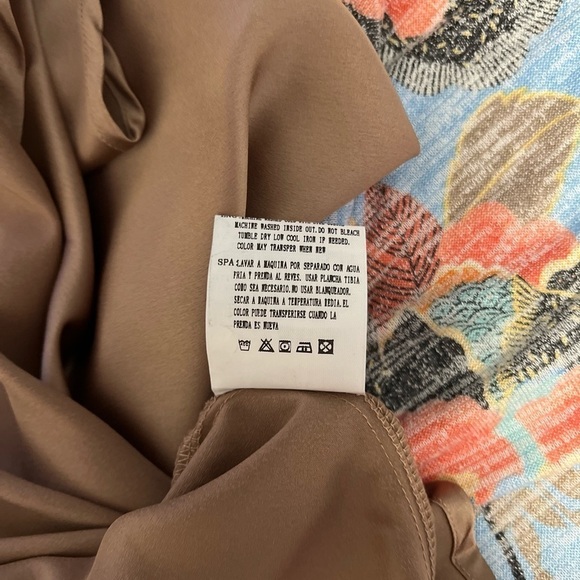 MACHINE WASHED INSIDE OUT.DO NOT BLEACH
TUMBLE DRY LOW COOL IRON IF NEEDED.
COLOR MAY TRANSFER WHEN NEW
SPA:LAVAR A MAQUINA POR SEPARADO CON AGUA
FRIA Y PRENDA AL REVES. USAR PLANCHA TIBIA
COMO SEA NECESARIO.NO USAR BLANQUEADOR.
SECAR A MAQUINA A TEMPERATURA MEDIA.EL
COLOR PUEDE TRANSFERIRSE CUANDO LA
PRENDA ES NUEVA